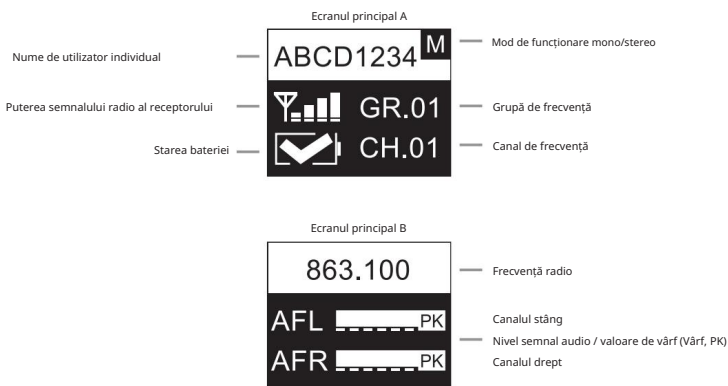 Ecranul principal A
Nume de utilizator individual
ABCD1234
M
Mod de funcționare mono/stereo
Puterea semnalului radio al receptorului
GR.01
Grupă de frecvență
Starea bateriei
CH.01
Canal de frecvență
Ecranul principal B
863.100
Frecvență radio
AFL PK
Canalul stâng
Nivel semnal audio / valoare de vârf (Vârf, PK)
AFR PK
Canalul drept